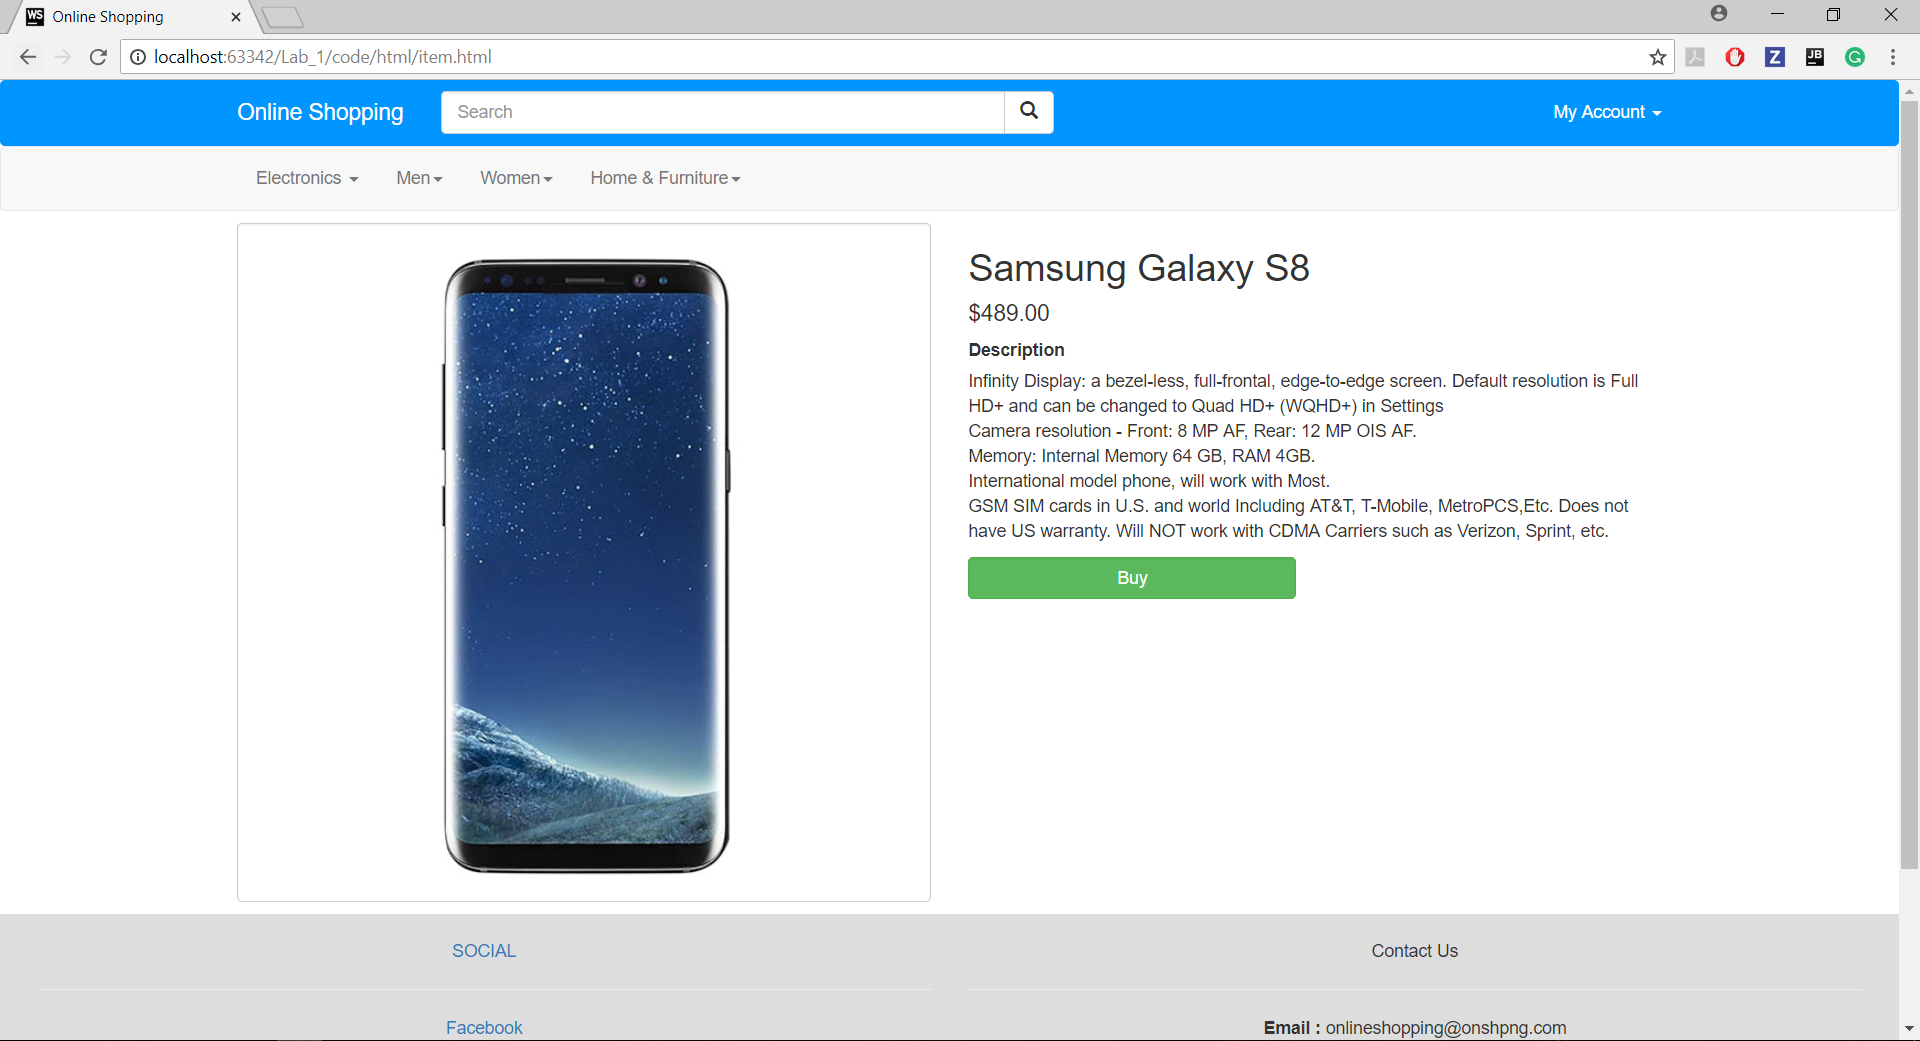 WS Online Shopping
localhost:63342/Lab_1/code/html/item.html
Z JB G
Online Shopping Search My Account
Electronics Men Women Home & Furniture
Samsung Galaxy S8
$489.00
Description
Infinity Display: a bezel-less, full-frontal, edge-to-edge screen. Default resolution is Full
HD+ and can be changed to Quad HD+ (WQHD+) in Settings
Camera resolution - Front: 8 MP AF, Rear: 12 MP OIS AF.
Memory: Internal Memory 64 GB, RAM 4GB.
International model phone, will work with Most.
GSM SIM cards in U.S. and world Including AT&T, T-Mobile, MetroPCS,Etc. Does not
have US warranty. Will NOT work with CDMA Carriers such as Verizon, Sprint, etc.
Buy
SOCIAL Contact Us
Facebook Email : onlineshopping@onshpng.com